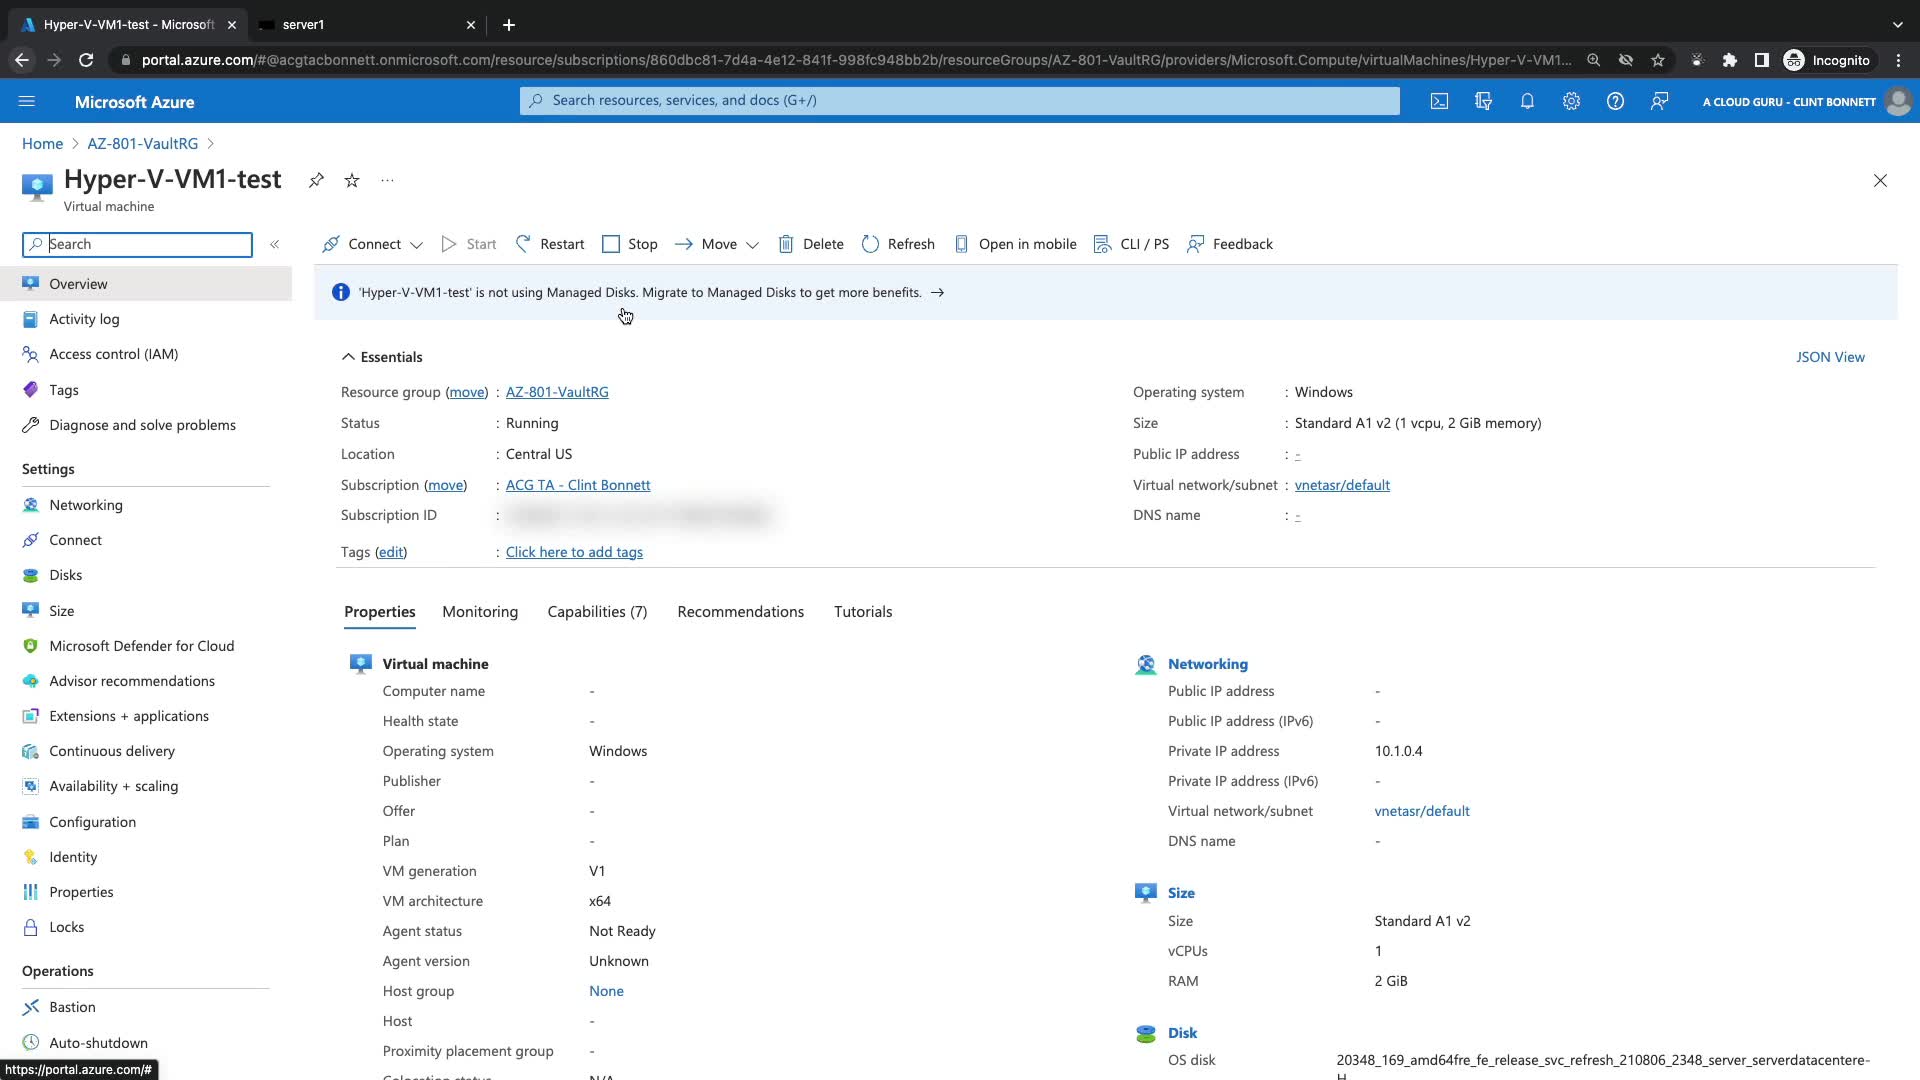 Hyper-V-VM1-test - Microsoft
server1
portal.azure.com/#@acgtacbonnett.onmicrosoft.com/resource/subscriptions/860dbc81-7d4a-4e12-841f-998fc948bb2b/resourceGroups/AZ-801-VaultRG/providers/Microsoft.Compute/virtualMachines/Hyper-V-VM1...
Incognito
Microsoft Azure
Search resources, services, and docs (G+/)
A CLOUD GURU - CLINT BONNETT
Home > AZ-801-VaultRG >
Hyper-V-VM1-test
Virtual machine
Search
Connect
Start
Restart
Stop
Move
Delete
Refresh
Open in mobile
CLI / PS
Feedback
Overview
Activity log
Access control (IAM)
Tags
Diagnose and solve problems
Settings
Networking
Connect
Disks
Size
Microsoft Defender for Cloud
Advisor recommendations
Extensions + applications
Continuous delivery
Availability + scaling
Configuration
Identity
Properties
Locks
Operations
Bastion
Auto-shutdown
https://portal.azure.com/#
'Hyper-V-VM1-test' is not using Managed Disks. Migrate to Managed Disks to get more benefits. →
Essentials
JSON View
Resource group (move) : AZ-801-VaultRG
Status : Running
Location : Central US
Subscription (move) : ACG TA - Clint Bonnett
Subscription ID :
Tags (edit) : Click here to add tags
Operating system : Windows
Size : Standard A1 v2 (1 vcpu, 2 GiB memory)
Public IP address : -
Virtual network/subnet : vnetasr/default
DNS name : -
Properties
Monitoring
Capabilities (7)
Recommendations
Tutorials
Virtual machine
Computer name -
Health state -
Operating system Windows
Publisher -
Offer -
Plan -
VM generation V1
VM architecture x64
Agent status Not Ready
Agent version Unknown
Host group None
Host -
Proximity placement group -
Colocation status N/A
Networking
Public IP address -
Public IP address (IPv6) -
Private IP address 10.1.0.4
Private IP address (IPv6) -
Virtual network/subnet vnetasr/default
DNS name -
Size
Size Standard A1 v2
vCPUs 1
RAM 2 GiB
Disk
OS disk 20348_169_amd64fre_fe_release_svc_refresh_210806_2348_server_serverdatacentere-
H